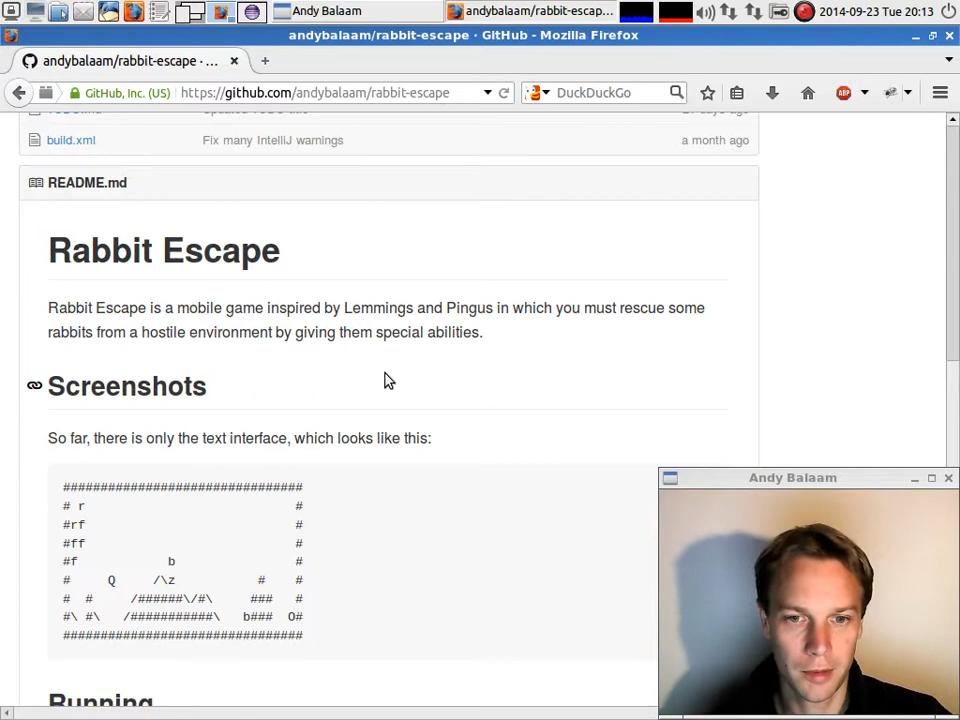 Andy Balaam
andybalaam/rabbit-escap...
2014-09-23 Tue 20:13
andybalaam/rabbit-escape · GitHub - Mozilla Firefox
andybalaam/rabbit-escape · ...
GitHub, Inc. (US)
https://github.com/andybalaam/rabbit-escape
DuckDuckGo
ABP
build.xml
Fix many IntelliJ warnings
a month ago
README.md
Rabbit Escape
Rabbit Escape is a mobile game inspired by Lemmings and Pingus in which you must rescue some
rabbits from a hostile environment by giving them special abilities.
Screenshots
So far, there is only the text interface, which looks like this:
################################
# r                            #
#rf                            #
#ff                            #
#f            b                #
#     Q     /\z           #    #
#  #     /######\/#\     ###   #
#\ #\   /###########\   b###  O#
################################
Running
Andy Balaam